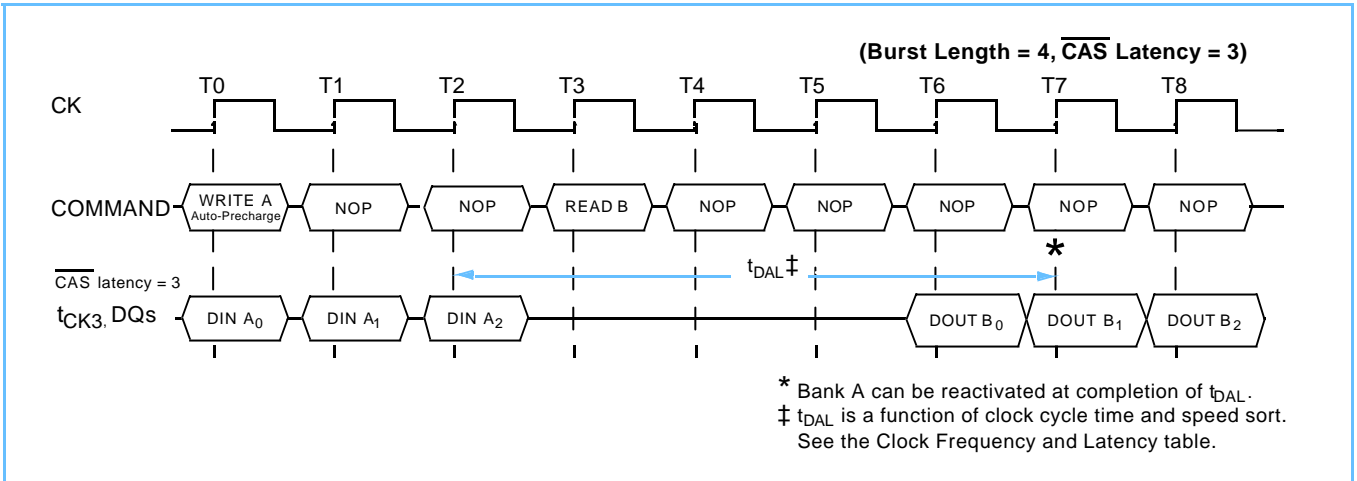 (Burst Length = 4, CAS Latency = 3)
T0 T1 T2 T3 T4 T5 T6 T7 T8
CK
COMMAND WRITE A NOP NOP READ B NOP NOP NOP NOP NOP
Auto-Precharge
*
tDAL‡
CAS latency = 3
tCK3, DQs DIN A0 DIN A1 DIN A2 DOUT B0 DOUT B1 DOUT B2
* Bank A can be reactivated at completion of tDAL.
‡ tDAL is a function of clock cycle time and speed sort.
See the Clock Frequency and Latency table.